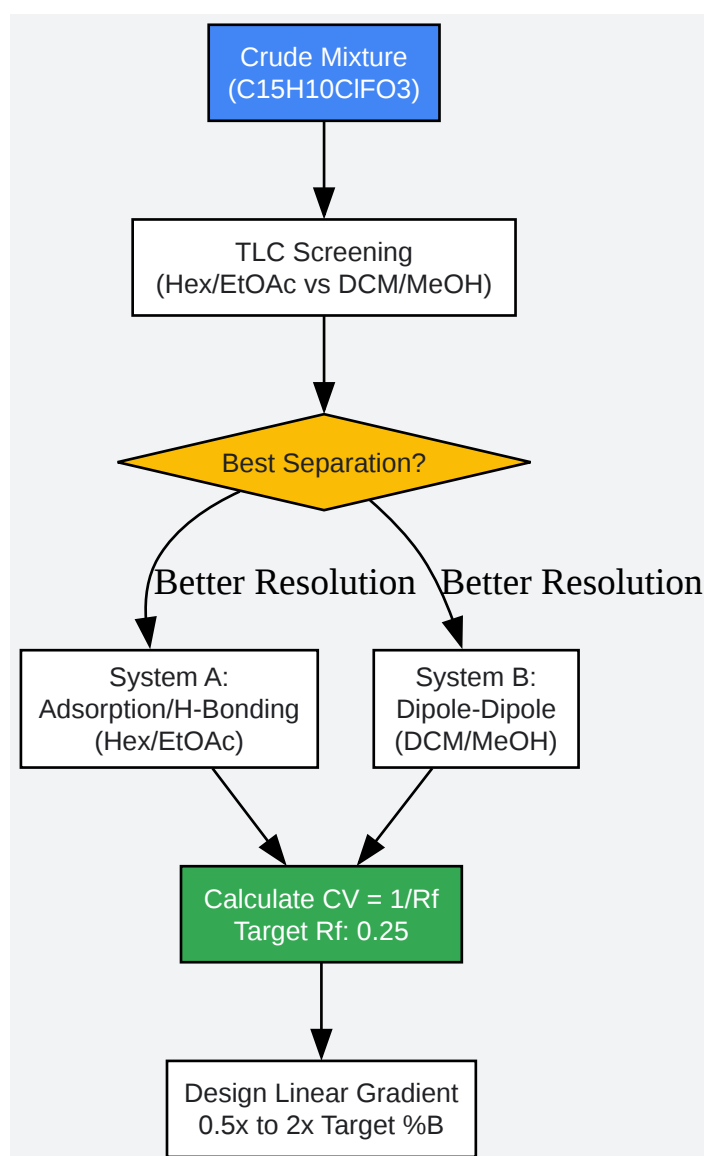 Crude Mixture
(C15H10ClFO3)
TLC Screening
(Hex/EtOAc vs DCM/MeOH)
Best Separation?
Better Resolution
Better Resolution
System A:
Adsorption/H-Bonding
(Hex/EtOAc)
System B:
Dipole-Dipole
(DCM/MeOH)
Calculate CV = 1/Rf
Target Rf: 0.25
Design Linear Gradient
0.5x to 2x Target %B